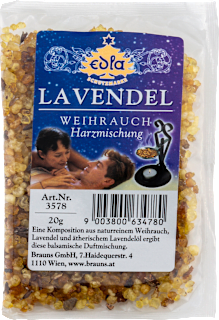 edla
SCHUTZMARKE
LAVENDEL
WEIHRAUCH
Harzmischung
Art.Nr.
3578
20g
9 003800 634780
Eine Komposition aus naturreinem Weihrauch,
Lavendel und ätherischem Lavendelöl ergibt
diese balsamische Duftmischung.
Brauns GmbH, 7.Haidequerstr. 4
1110 Wien, www.brauns.at